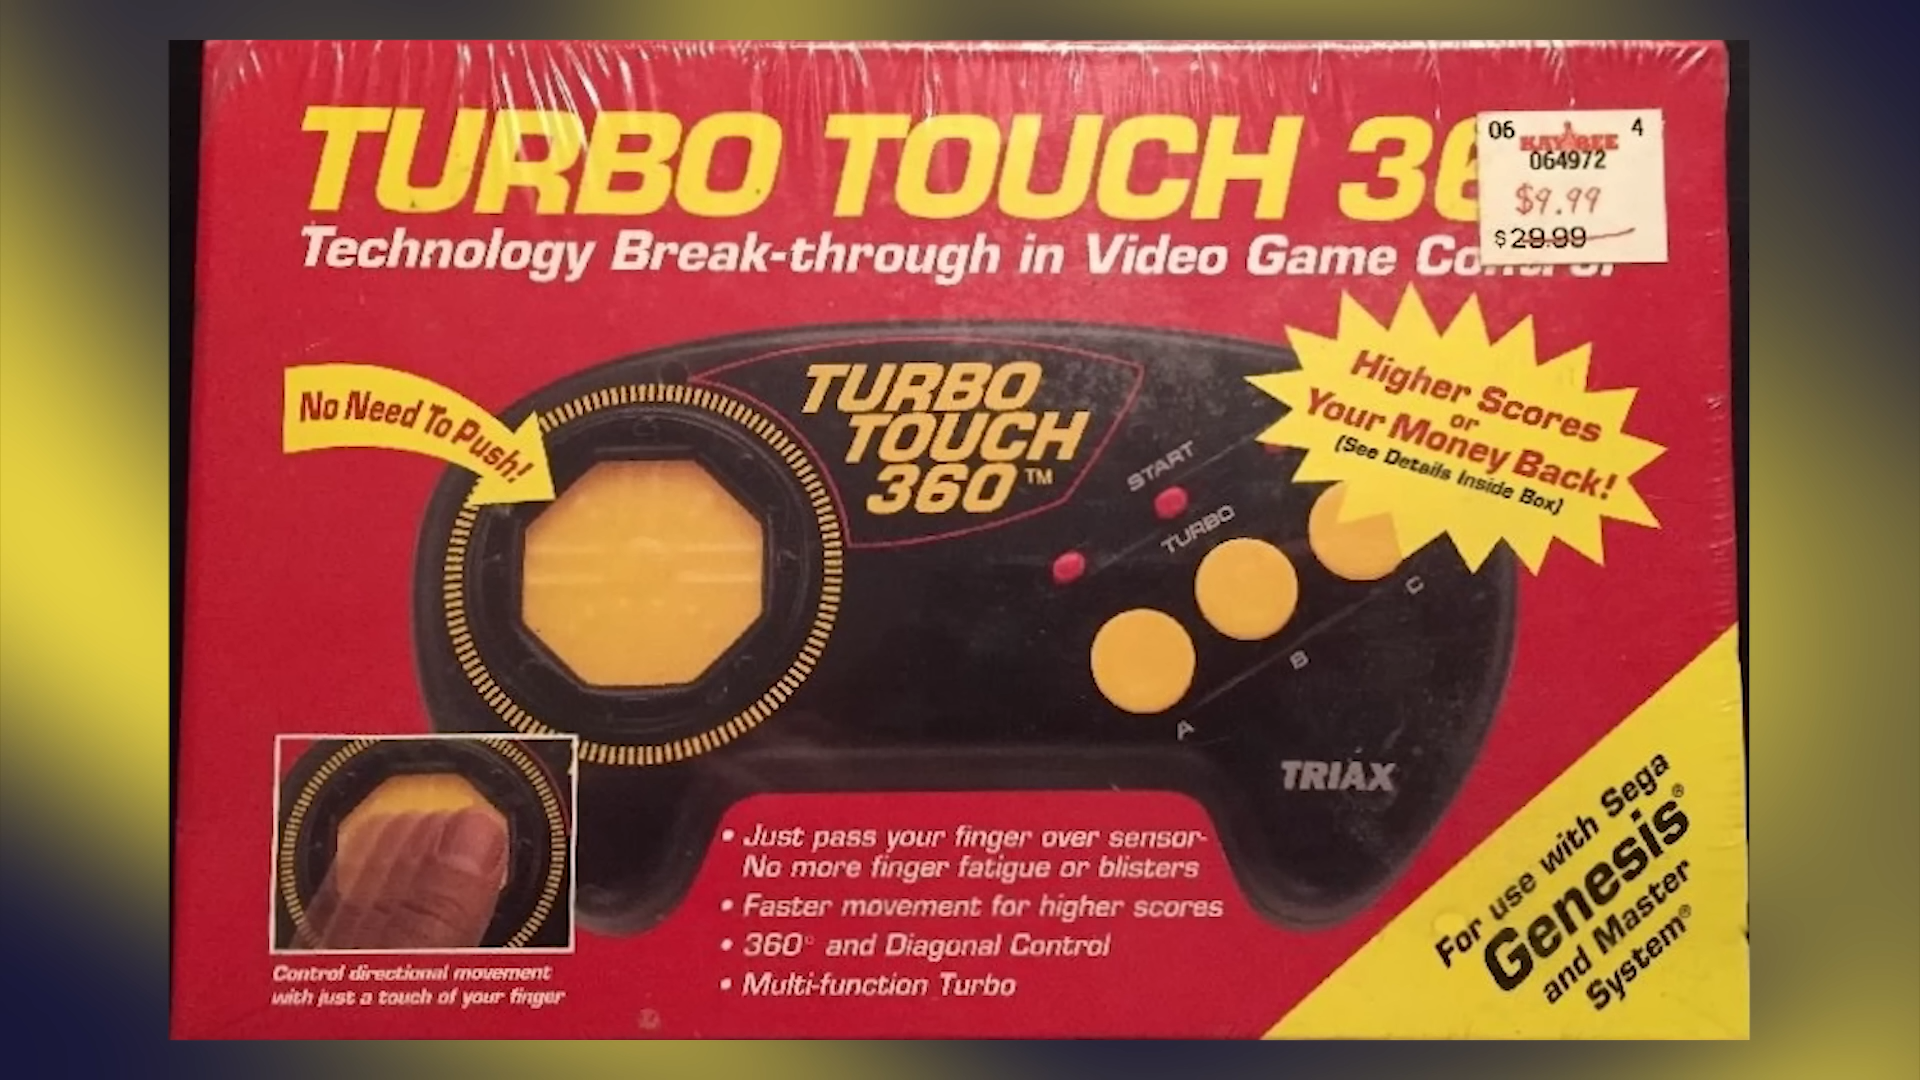 TURBO TOUCH 36
06 KAY BEE 4
064972
$9.99
$29.99
Technology Break-through in Video Game Control
No Need To Push!
TURBO
TOUCH
360™
Higher Scores
or
Your Money Back!
(See Details Inside Box)
START
TURBO
C
B
A
TRIAX
• Just pass your finger over sensor-
No more finger fatigue or blisters
• Faster movement for higher scores
• 360° and Diagonal Control
• Multi-function Turbo
Control directional movement
with just a touch of your finger
For use with Sega
Genesis®
and Master
System®